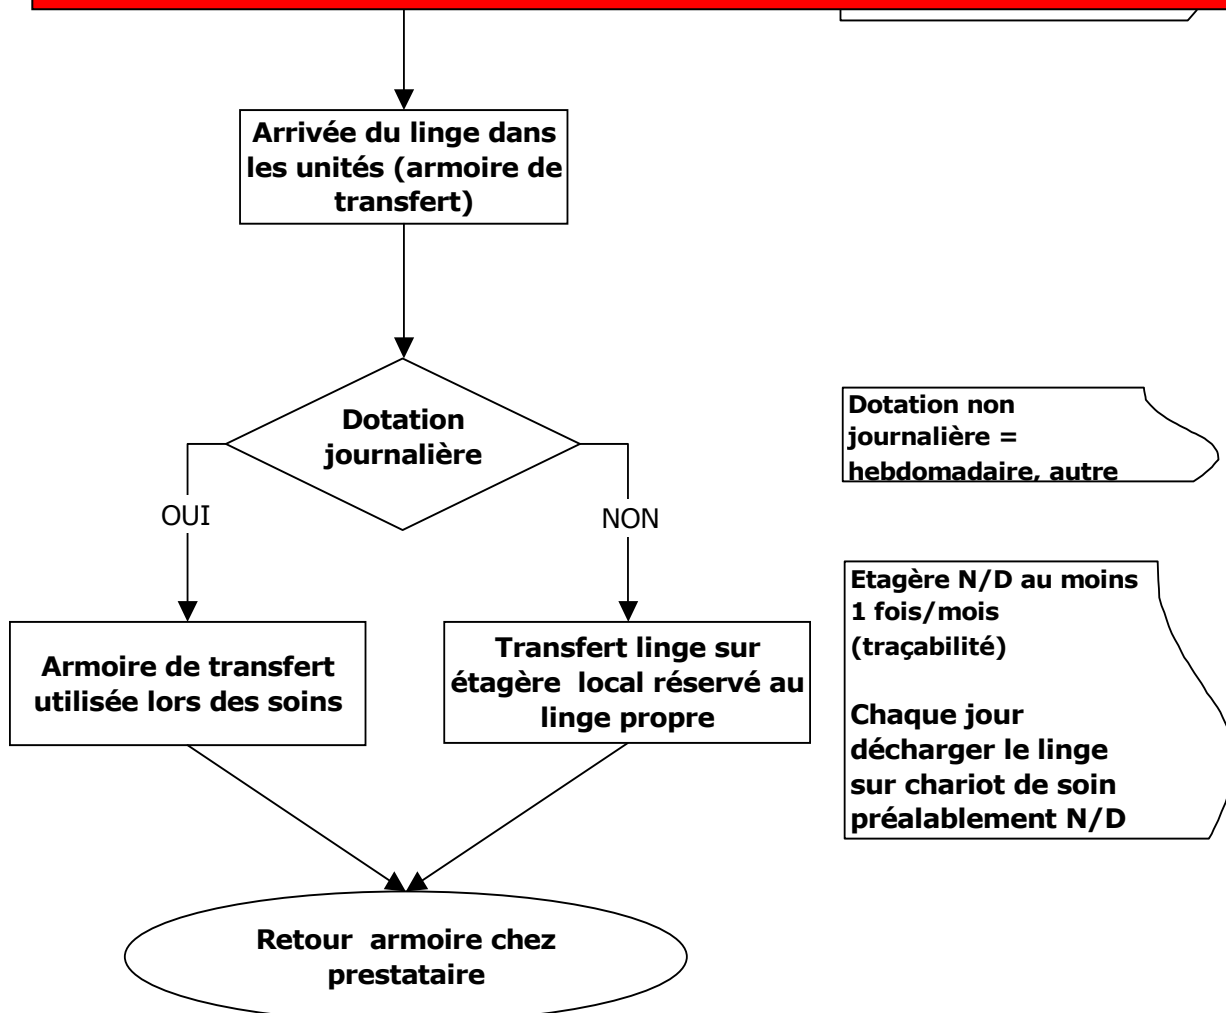 Arrivée du linge dans
les unités (armoire de
transfert)
Dotation
journalière
Dotation non
journalière =
hebdomadaire, autre
OUI
NON
Etagère N/D au moins
1 fois/mois
(traçabilité)
Chaque jour
décharger le linge
sur chariot de soin
préalablement N/D
Armoire de transfert
utilisée lors des soins
Transfert linge sur
étagère local réservé au
linge propre
Retour armoire chez
prestataire